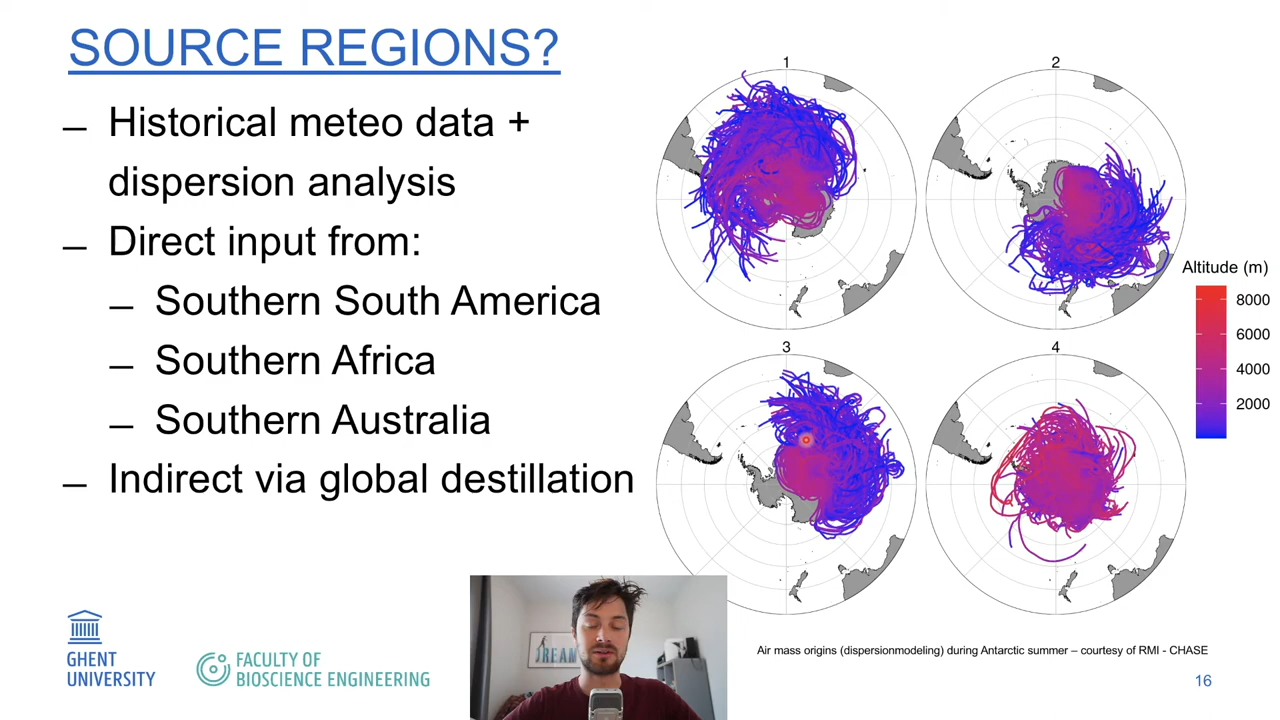 SOURCE REGIONS?
– Historical meteo data +
dispersion analysis
– Direct input from:
– Southern South America
– Southern Africa
– Southern Australia
– Indirect via global destillation
1
2
3
4
Altitude (m)
8000
6000
4000
2000
DREAM
Air mass origins (dispersionmodeling) during Antarctic summer – courtesy of RMI - CHASE
GHENT
UNIVERSITY
FACULTY OF
BIOSCIENCE ENGINEERING
16